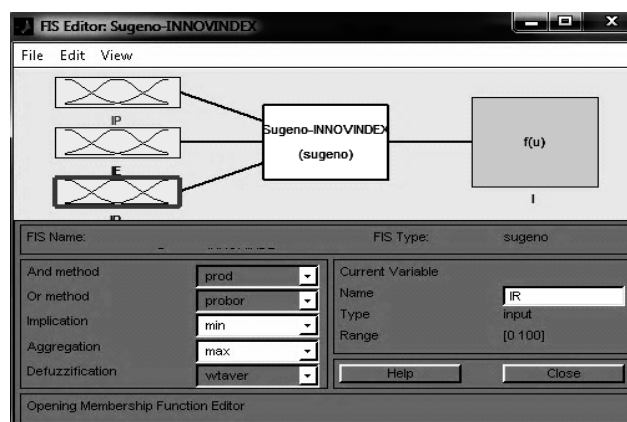 FIS Editor: Sugeno-INNOVINDEX
File Edit View
IP
IE
Sugeno-INNOVINDEX
(sugeno)
f(u)
I
FIS Name:
FIS Type: sugeno
And method prod
Or method probor
Implication min
Aggregation max
Defuzzification wtaver
Current Variable
Name IR
Type input
Range [0 100]
Help Close
Opening Membership Function Editor